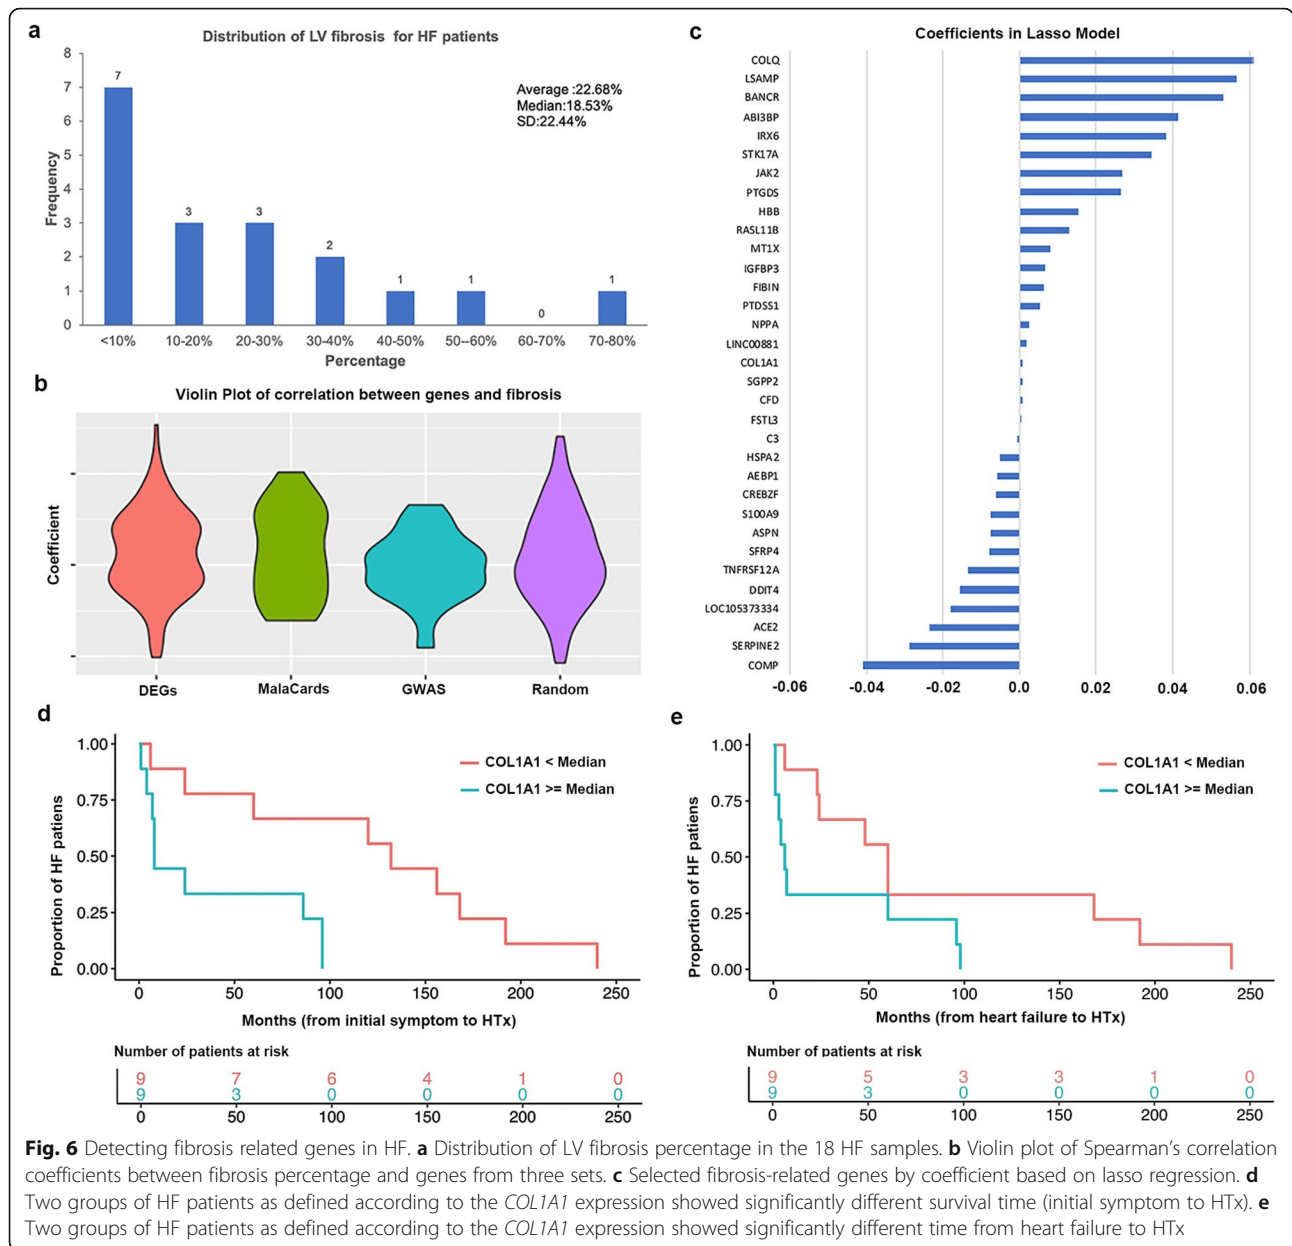 a
Distribution of LV fibrosis for HF patients
Average :22.68%
Median:18.53%
SD:22.44%
Frequency
8
7
6
5
4
3
2
1
0
7
3
3
2
1
1
0
1
<10% 10-20% 20-30% 30-40% 40-50% 50--60% 60-70% 70-80%
Percentage
b
Violin Plot of correlation between genes and fibrosis
Coefficient
DEGs MalaCards GWAS Random
c
Coefficients in Lasso Model
COLQ
LSAMP
BANCR
ABI3BP
IRX6
STK17A
JAK2
PTGDS
HBB
RASL11B
MT1X
IGFBP3
FIBIN
PTDSS1
NPPA
LINC00881
COL1A1
SGPP2
CFD
FSTL3
C3
HSPA2
AEBP1
CREBZF
S100A9
ASPN
SFRP4
TNFRSF12A
DDIT4
LOC105373334
ACE2
SERPINE2
COMP
-0.06 -0.04 -0.02 0.0 0.02 0.04 0.06
d
Proportion of HF patiens
1.00
0.75
0.50
0.25
0.00
COL1A1 < Median
COL1A1 >= Median
0 50 100 150 200 250
Months (from initial symptom to HTx)
Number of patients at risk
9 7 6 4 1 0
9 3 0 0 0 0
0 50 100 150 200 250
e
Proportion of HF patiens
1.00
0.75
0.50
0.25
0.00
COL1A1 < Median
COL1A1 >= Median
0 50 100 150 200 250
Months (from heart failure to HTx)
Number of patients at risk
9 5 3 3 1 0
9 3 0 0 0 0
0 50 100 150 200 250
Fig. 6 Detecting fibrosis related genes in HF. a Distribution of LV fibrosis percentage in the 18 HF samples. b Violin plot of Spearman's correlation
coefficients between fibrosis percentage and genes from three sets. c Selected fibrosis-related genes by coefficient based on lasso regression. d
Two groups of HF patients as defined according to the COL1A1 expression showed significantly different survival time (initial symptom to HTx). e
Two groups of HF patients as defined according to the COL1A1 expression showed significantly different time from heart failure to HTx